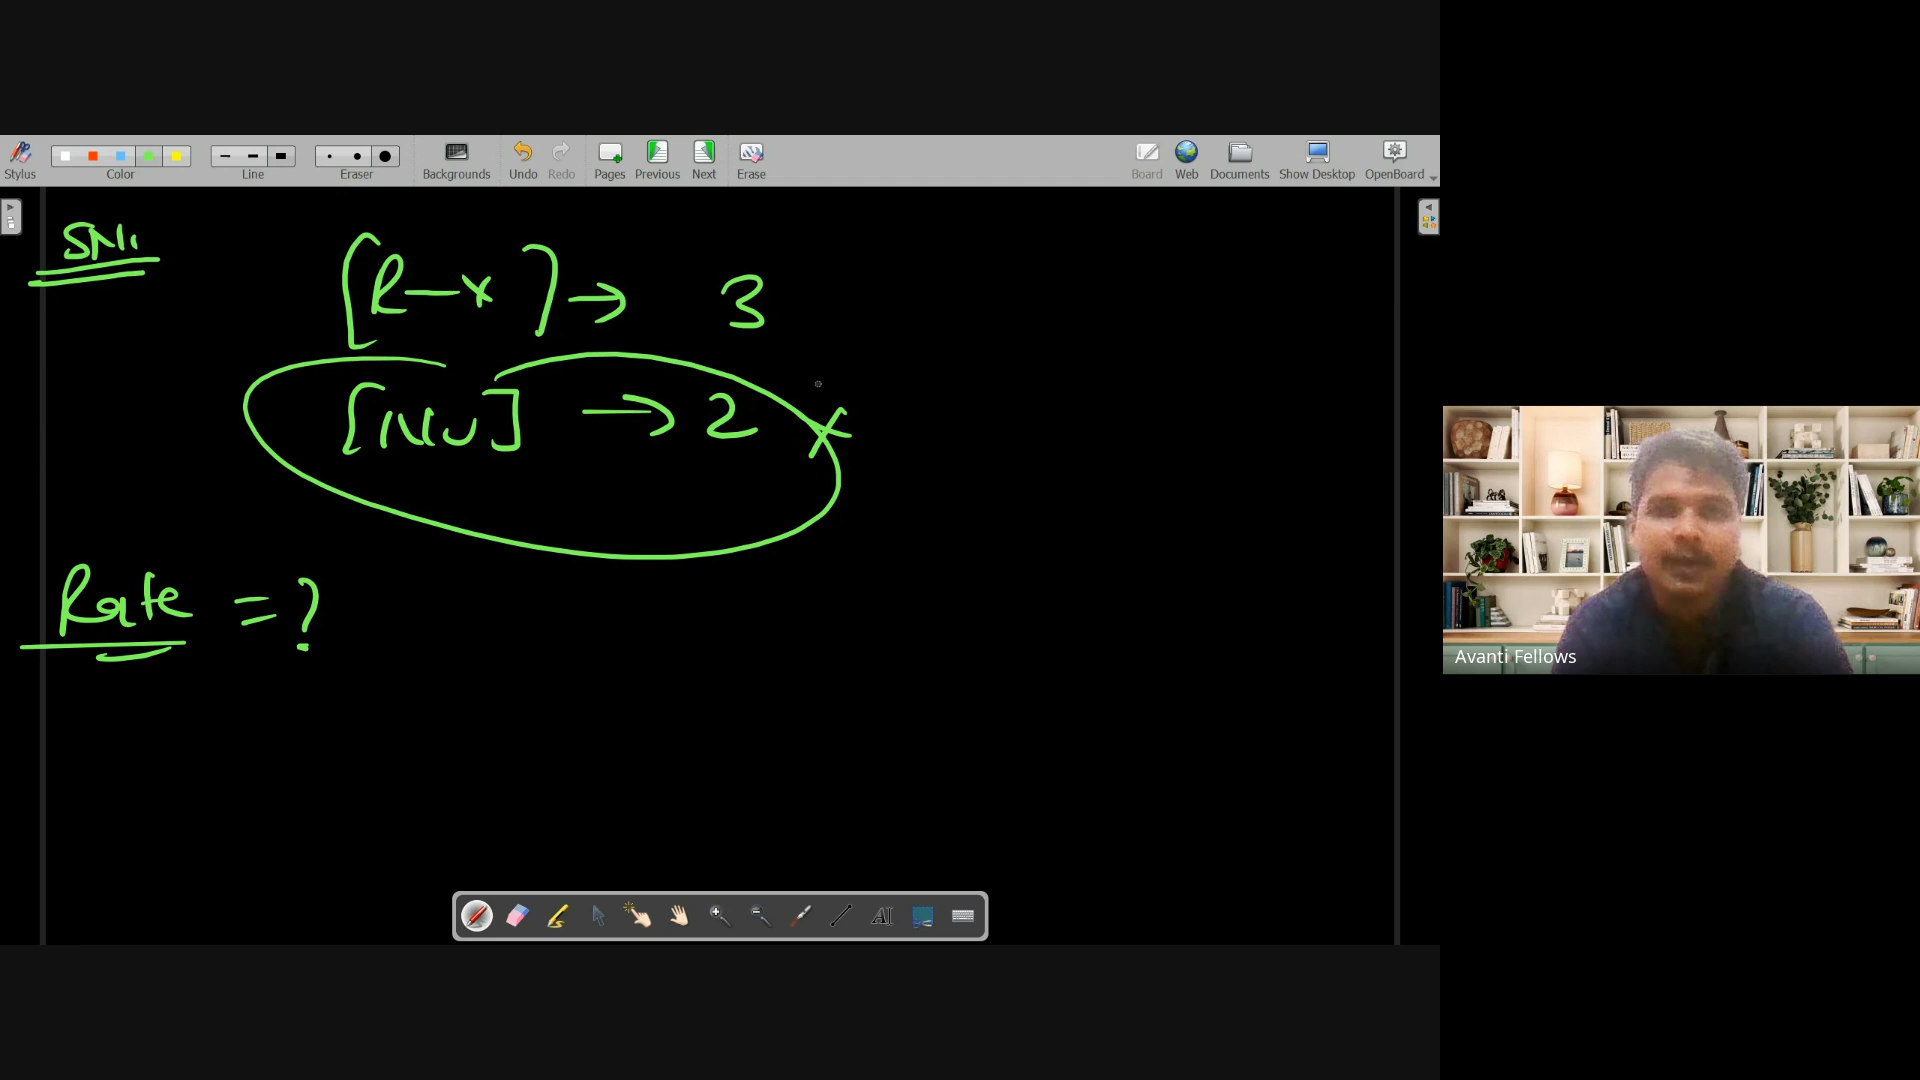 Stylus Color Line Eraser Backgrounds Undo Redo Pages Previous Next Erase Board Web Documents Show Desktop OpenBoard
SN1
[R-x] → 3
[Nu] → 2 x
Rate = ?
Avanti Fellows
AI